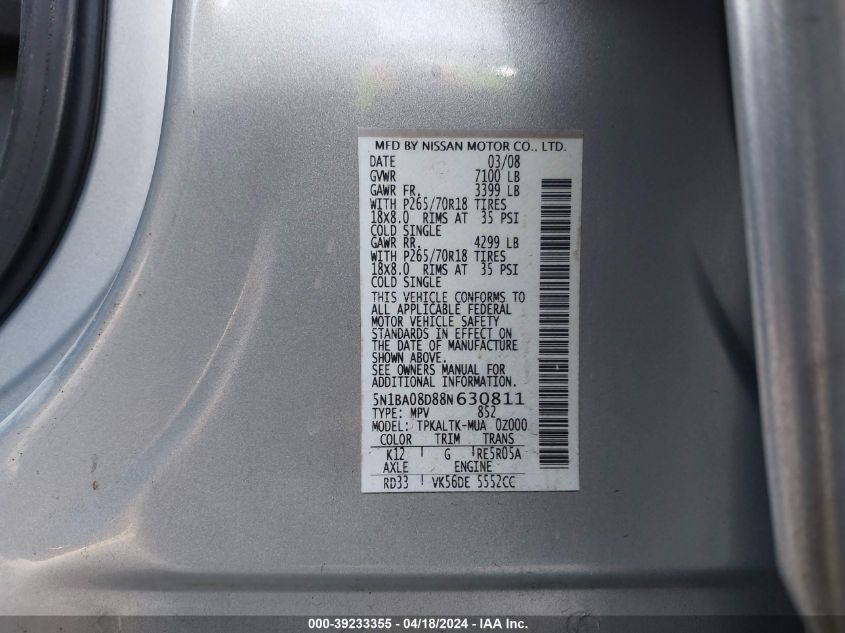 MFD BY NISSAN MOTOR CO., LTD.
DATE 03/08
GVWR 7100 LB
GAWR FR. 3399 LB
WITH P265/70R18 TIRES
18X8.0 RIMS AT 35 PSI
COLD SINGLE
GAWR RR. 4299 LB
WITH P265/70R18 TIRES
18X8.0 RIMS AT 35 PSI
COLD SINGLE
THIS VEHICLE CONFORMS TO
ALL APPLICABLE FEDERAL
MOTOR VEHICLE SAFETY
STANDARDS IN EFFECT ON
THE DATE OF MANUFACTURE
SHOWN ABOVE.
SEE OWNERS MANUAL FOR
ADDITIONAL INFORMATION.
5N1BA08D88N630811
TYPE: MPV 852
MODEL: TPKALTK-MUA 0Z000
COLOR TRIM TRANS
K12 G RE5R05A
AXLE ENGINE
RD33 VK56DE 5552CC
000-39233355 - 04/18/2024 - IAA Inc.